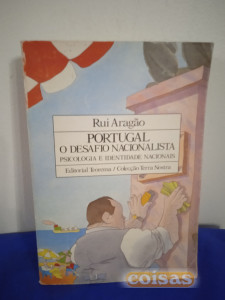 Rui Aragão
PORTUGAL
O DESAFIO NACIONALISTA
PSICOLOGIA E IDENTIDADE NACIONAIS
Editorial Teorema / Colecção Terra Nostra
coisas